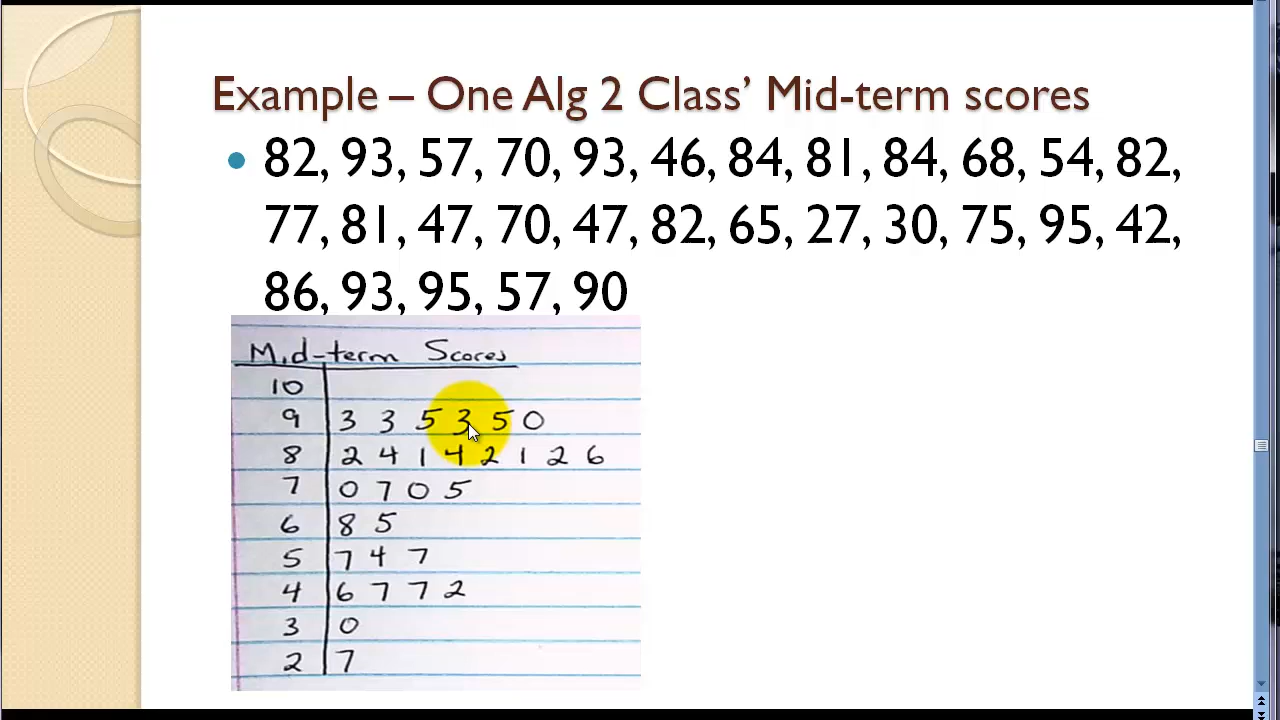 Example – One Alg 2 Class’ Mid-term scores
82, 93, 57, 70, 93, 46, 84, 81, 84, 68, 54, 82,
77, 81, 47, 70, 47, 82, 65, 27, 30, 75, 95, 42,
86, 93, 95, 57, 90
Mid-term Scores
10
9 3 3 5 3 5 0
8 2 4 1 4 2 1 2 6
7 0 7 0 5
6 8 5
5 7 4 7
4 6 7 7 2
3 0
2 7